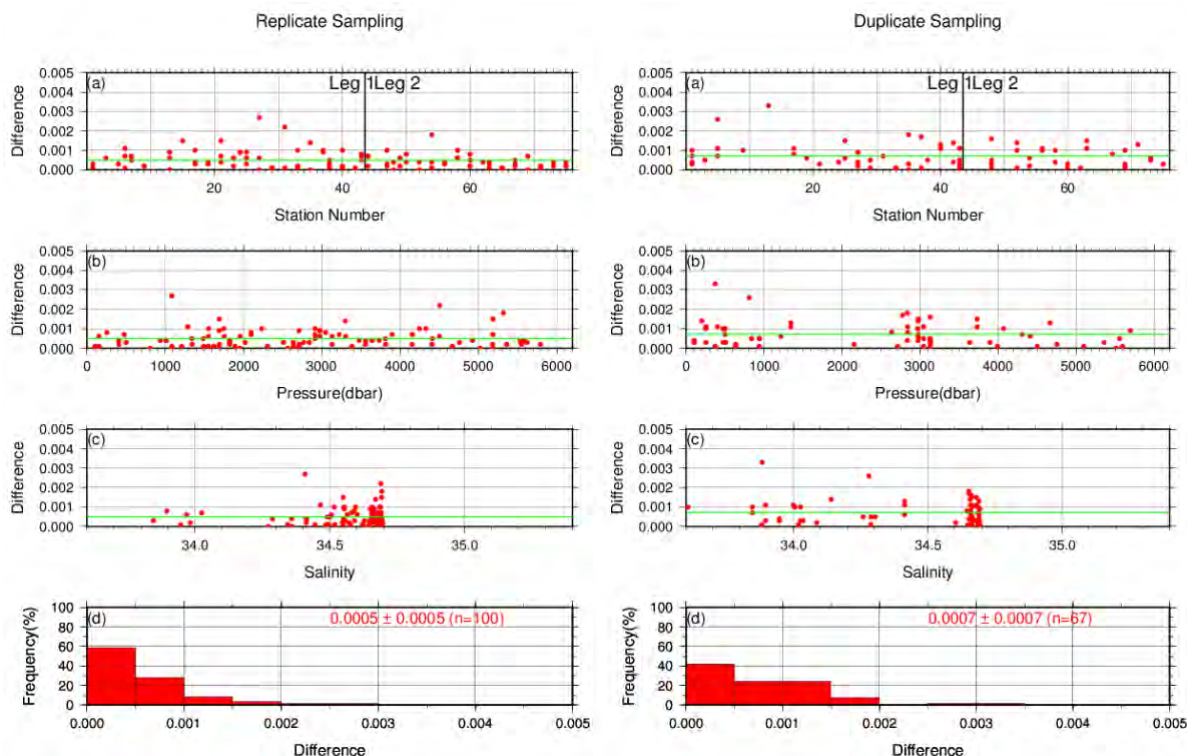 Replicate Sampling
0.005
0.004
0.003
0.002
0.001
0.000
Difference
(a)
Leg 1Leg 2
20
40
60
Station Number
0.005
0.004
0.003
0.002
0.001
0.000
Difference
(b)
0
1000
2000
3000
4000
5000
6000
Pressure(dbar)
0.005
0.004
0.003
0.002
0.001
0.000
Difference
(c)
34.0
34.5
35.0
Salinity
100
80
60
40
20
0
Frequency(%)
(d)
0.0005 ± 0.0005 (n=100)
0.000
0.001
0.002
0.003
0.004
0.005
Difference
Duplicate Sampling
0.005
0.004
0.003
0.002
0.001
0.000
Difference
(a)
Leg 1Leg 2
20
40
60
Station Number
0.005
0.004
0.003
0.002
0.001
0.000
Difference
(b)
0
1000
2000
3000
4000
5000
6000
Pressure(dbar)
0.005
0.004
0.003
0.002
0.001
0.000
Difference
(c)
34.0
34.5
35.0
Salinity
100
80
60
40
20
0
Frequency(%)
(d)
0.0007 ± 0.0007 (n=67)
0.000
0.001
0.002
0.003
0.004
0.005
Difference